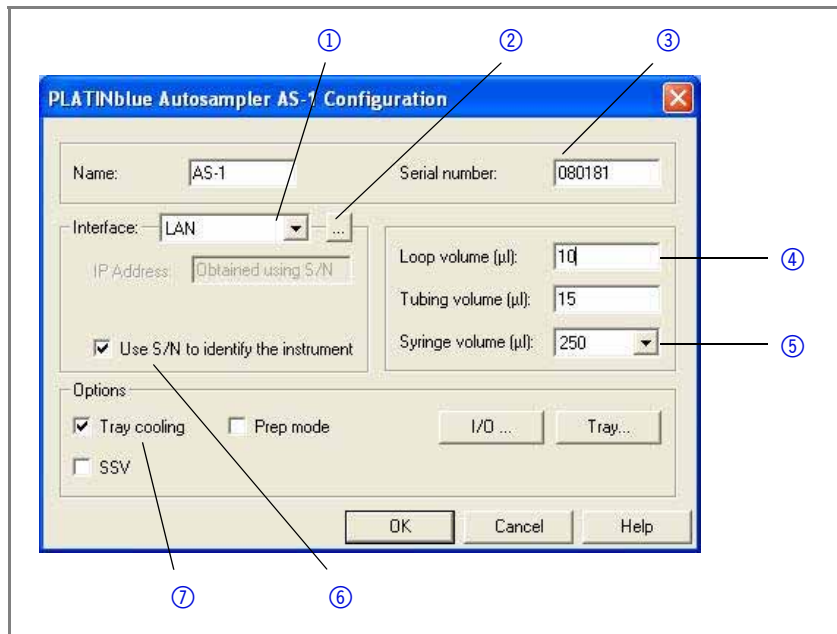 ① ② ③
PLATINblue Autosampler AS-1 Configuration
Name: AS-1 Serial number: 080181
Interface: LAN ...
IP Address: Obtained using S/N
Use S/N to identify the instrument
Loop volume (µl): 10
④
Tubing volume (µl): 15
Syringe volume (µl): 250
⑤
Options
Tray cooling Prep mode I/O ... Tray...
SSV
OK Cancel Help
⑦ ⑥